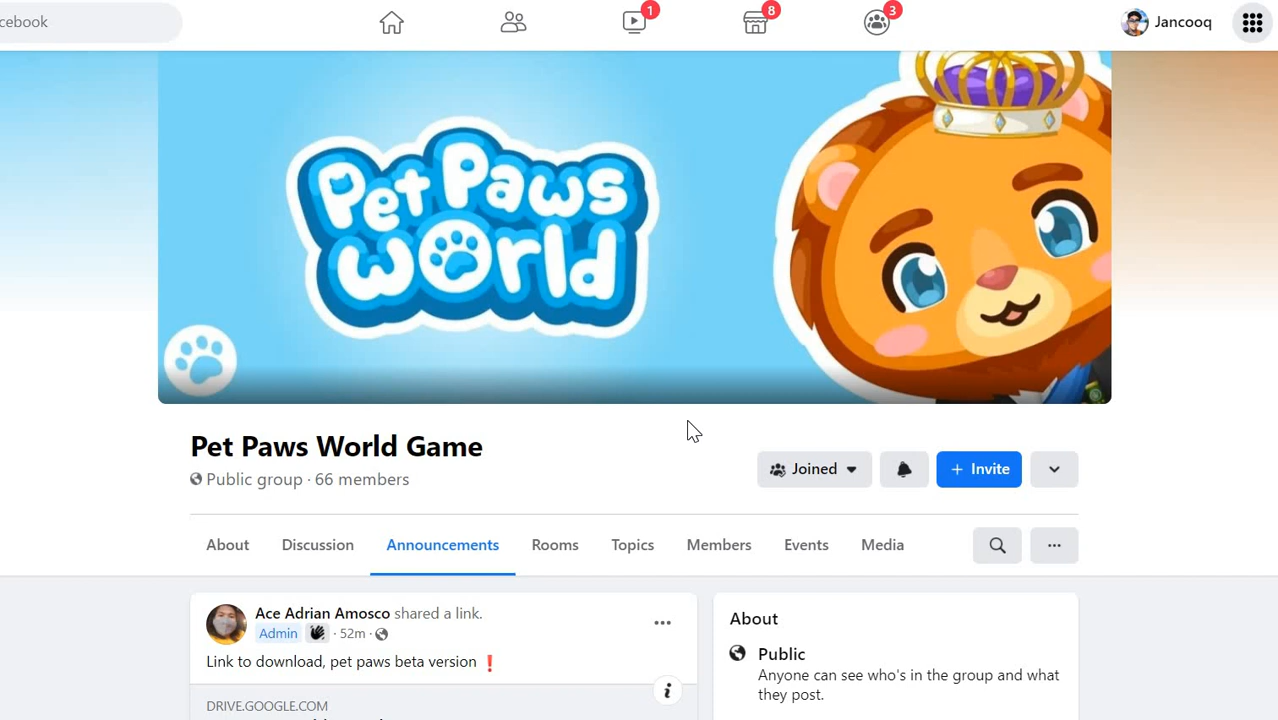 cebook
1
8
3
Jancooq
Pet Paws
World
Pet Paws World Game
Public group · 66 members
Joined
+ Invite
About
Discussion
Announcements
Rooms
Topics
Members
Events
Media
Ace Adrian Amosco shared a link.
Admin · 52m ·
Link to download, pet paws beta version ❗
DRIVE.GOOGLE.COM
About
Public
Anyone can see who's in the group and what
they post.